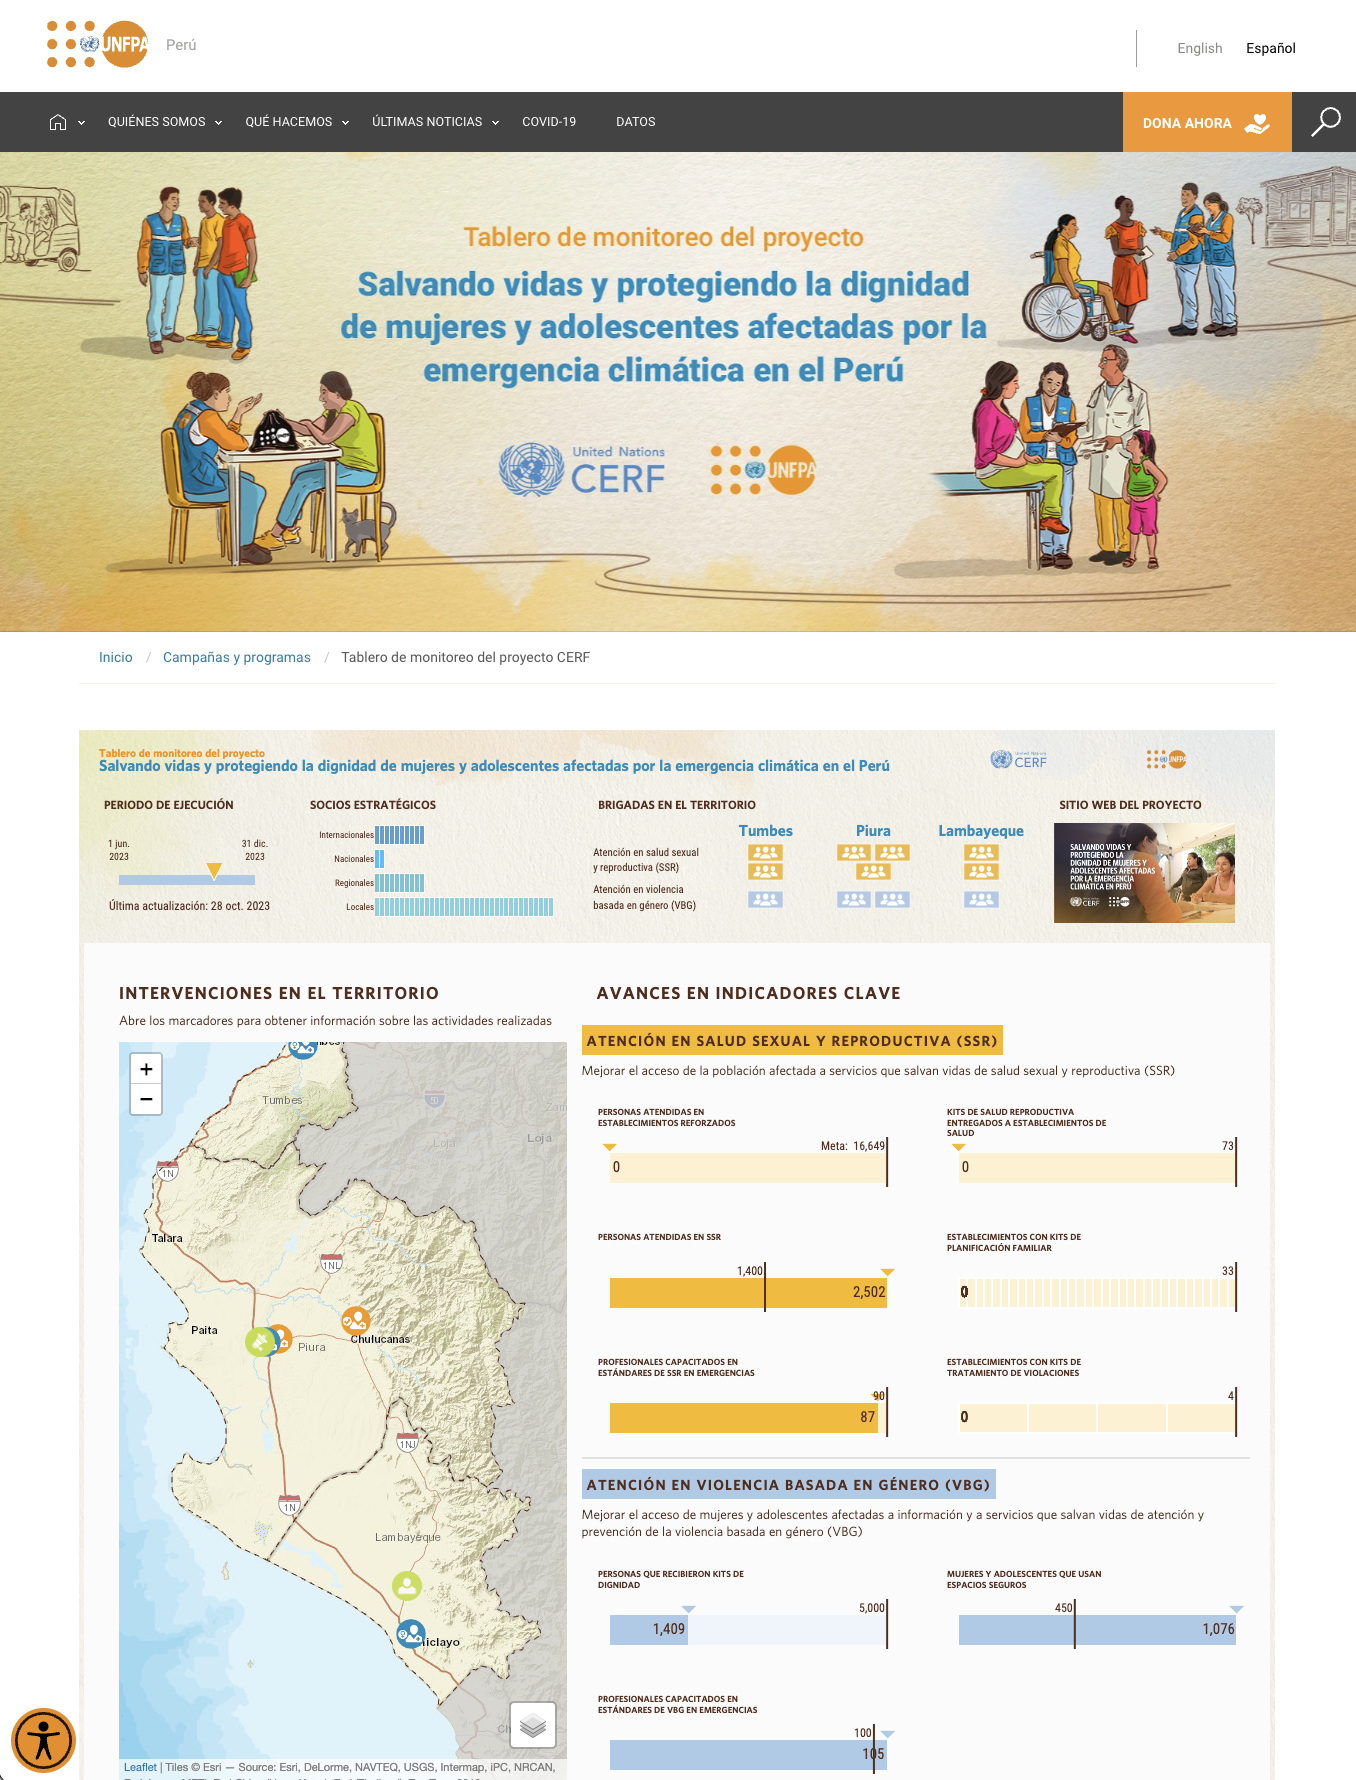 UNFPA
Perú
English Español
QUIÉNES SOMOS QUÉ HACEMOS ÚLTIMAS NOTICIAS COVID-19 DATOS
DONA AHORA
Tablero de monitoreo del proyecto
Salvando vidas y protegiendo la dignidad
de mujeres y adolescentes afectadas por la
emergencia climática en el Perú
United Nations
CERF
UNFPA
Inicio / Campañas y programas / Tablero de monitoreo del proyecto CERF
Tablero de monitoreo del proyecto
Salvando vidas y protegiendo la dignidad de mujeres y adolescentes afectadas por la emergencia climática en el Perú
United Nations
CERF
UNFPA
PERIODO DE EJECUCIÓN
1 jun.
2023
31 dic.
2023
Última actualización: 28 oct. 2023
SOCIOS ESTRATÉGICOS
Internacionales
Nacionales
Regionales
Locales
BRIGADAS EN EL TERRITORIO
Tumbes Piura Lambayeque
Atención en salud sexual
y reproductiva (SSR)
Atención en violencia
basada en género (VBG)
SITIO WEB DEL PROYECTO
SALVANDO VIDAS Y
PROTEGIENDO LA
DIGNIDAD DE MUJERES Y
ADOLESCENTES AFECTADAS
POR LA EMERGENCIA
CLIMÁTICA EN PERÚ
CERF
INTERVENCIONES EN EL TERRITORIO
Abre los marcadores para obtener información sobre las actividades realizadas
+
−
Tumbes
Loja
Loja
1N
Talara
1NL
Paita
Piura
Chulucanas
1NJ
1N
Lambayeque
iclayo
Leaflet | Tiles © Esri — Source: Esri, DeLorme, NAVTEQ, USGS, Intermap, iPC, NRCAN,
AVANCES EN INDICADORES CLAVE
ATENCIÓN EN SALUD SEXUAL Y REPRODUCTIVA (SSR)
Mejorar el acceso de la población afectada a servicios que salvan vidas de salud sexual y reproductiva (SSR)
PERSONAS ATENDIDAS EN
ESTABLECIMIENTOS REFORZADOS
Meta: 16,649
0
KITS DE SALUD REPRODUCTIVA
ENTREGADOS A ESTABLECIMIENTOS DE
SALUD
73
0
PERSONAS ATENDIDAS EN SSR
1,400
2,502
ESTABLECIMIENTOS CON KITS DE
PLANIFICACIÓN FAMILIAR
33
0
PROFESIONALES CAPACITADOS EN
ESTÁNDARES DE SSR EN EMERGENCIAS
90
87
ESTABLECIMIENTOS CON KITS DE
TRATAMIENTO DE VIOLACIONES
4
0
ATENCIÓN EN VIOLENCIA BASADA EN GÉNERO (VBG)
Mejorar el acceso de mujeres y adolescentes afectadas a información y a servicios que salvan vidas de atención y
prevención de la violencia basada en género (VBG)
PERSONAS QUE RECIBIERON KITS DE
DIGNIDAD
5,000
1,409
MUJERES Y ADOLESCENTES QUE USAN
ESPACIOS SEGUROS
450
1,076
PROFESIONALES CAPACITADOS EN
ESTÁNDARES DE VBG EN EMERGENCIAS
100
105